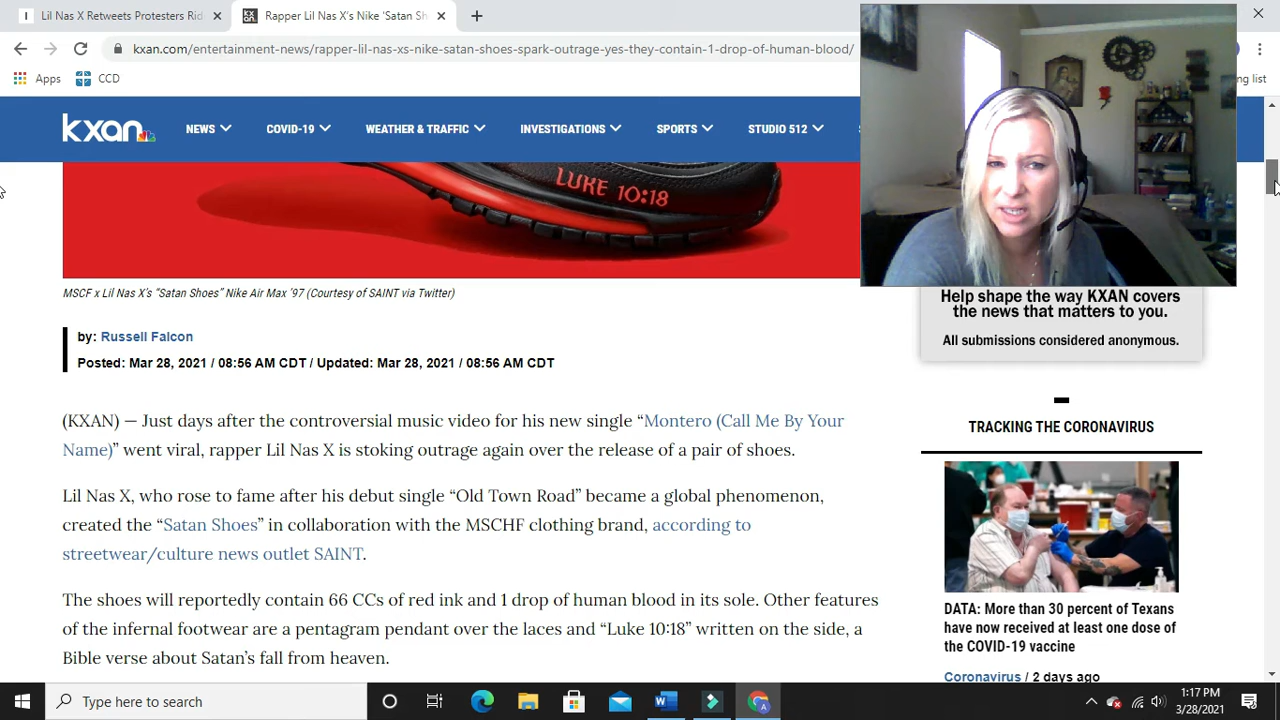 Lil Nas X Retweets Protesters Rid
Rapper Lil Nas X's Nike 'Satan Sh
kxan.com/entertainment-news/rapper-lil-nas-xs-nike-satan-shoes-spark-outrage-yes-they-contain-1-drop-of-human-blood/
Apps CCD
ng list
kxan NEWS COVID-19 WEATHER & TRAFFIC INVESTIGATIONS SPORTS STUDIO 512
LUKE 10:18
MSCF x Lil Nas X's “Satan Shoes” Nike Air Max '97 (Courtesy of SAINT via Twitter)
by: Russell Falcon
Posted: Mar 28, 2021 / 08:56 AM CDT / Updated: Mar 28, 2021 / 08:56 AM CDT
(KXAN) — Just days after the controversial music video for his new single “Montero (Call Me By Your
Name)” went viral, rapper Lil Nas X is stoking outrage again over the release of a pair of shoes.
Lil Nas X, who rose to fame after his debut single “Old Town Road” became a global phenomenon,
created the “Satan Shoes” in collaboration with the MSCHF clothing brand, according to
streetwear/culture news outlet SAINT.
The shoes will reportedly contain 66 CCs of red ink and 1 drop of human blood in its sole. Other features
of the infernal footwear are a pentagram pendant over the laces and “Luke 10:18” written on the side, a
Bible verse about Satan's fall from heaven.
Help shape the way KXAN covers
the news that matters to you.
All submissions considered anonymous.
TRACKING THE CORONAVIRUS
DATA: More than 30 percent of Texans
have now received at least one dose of
the COVID-19 vaccine
Coronavirus / 2 days ago
Type here to search
1:17 PM
3/28/2021